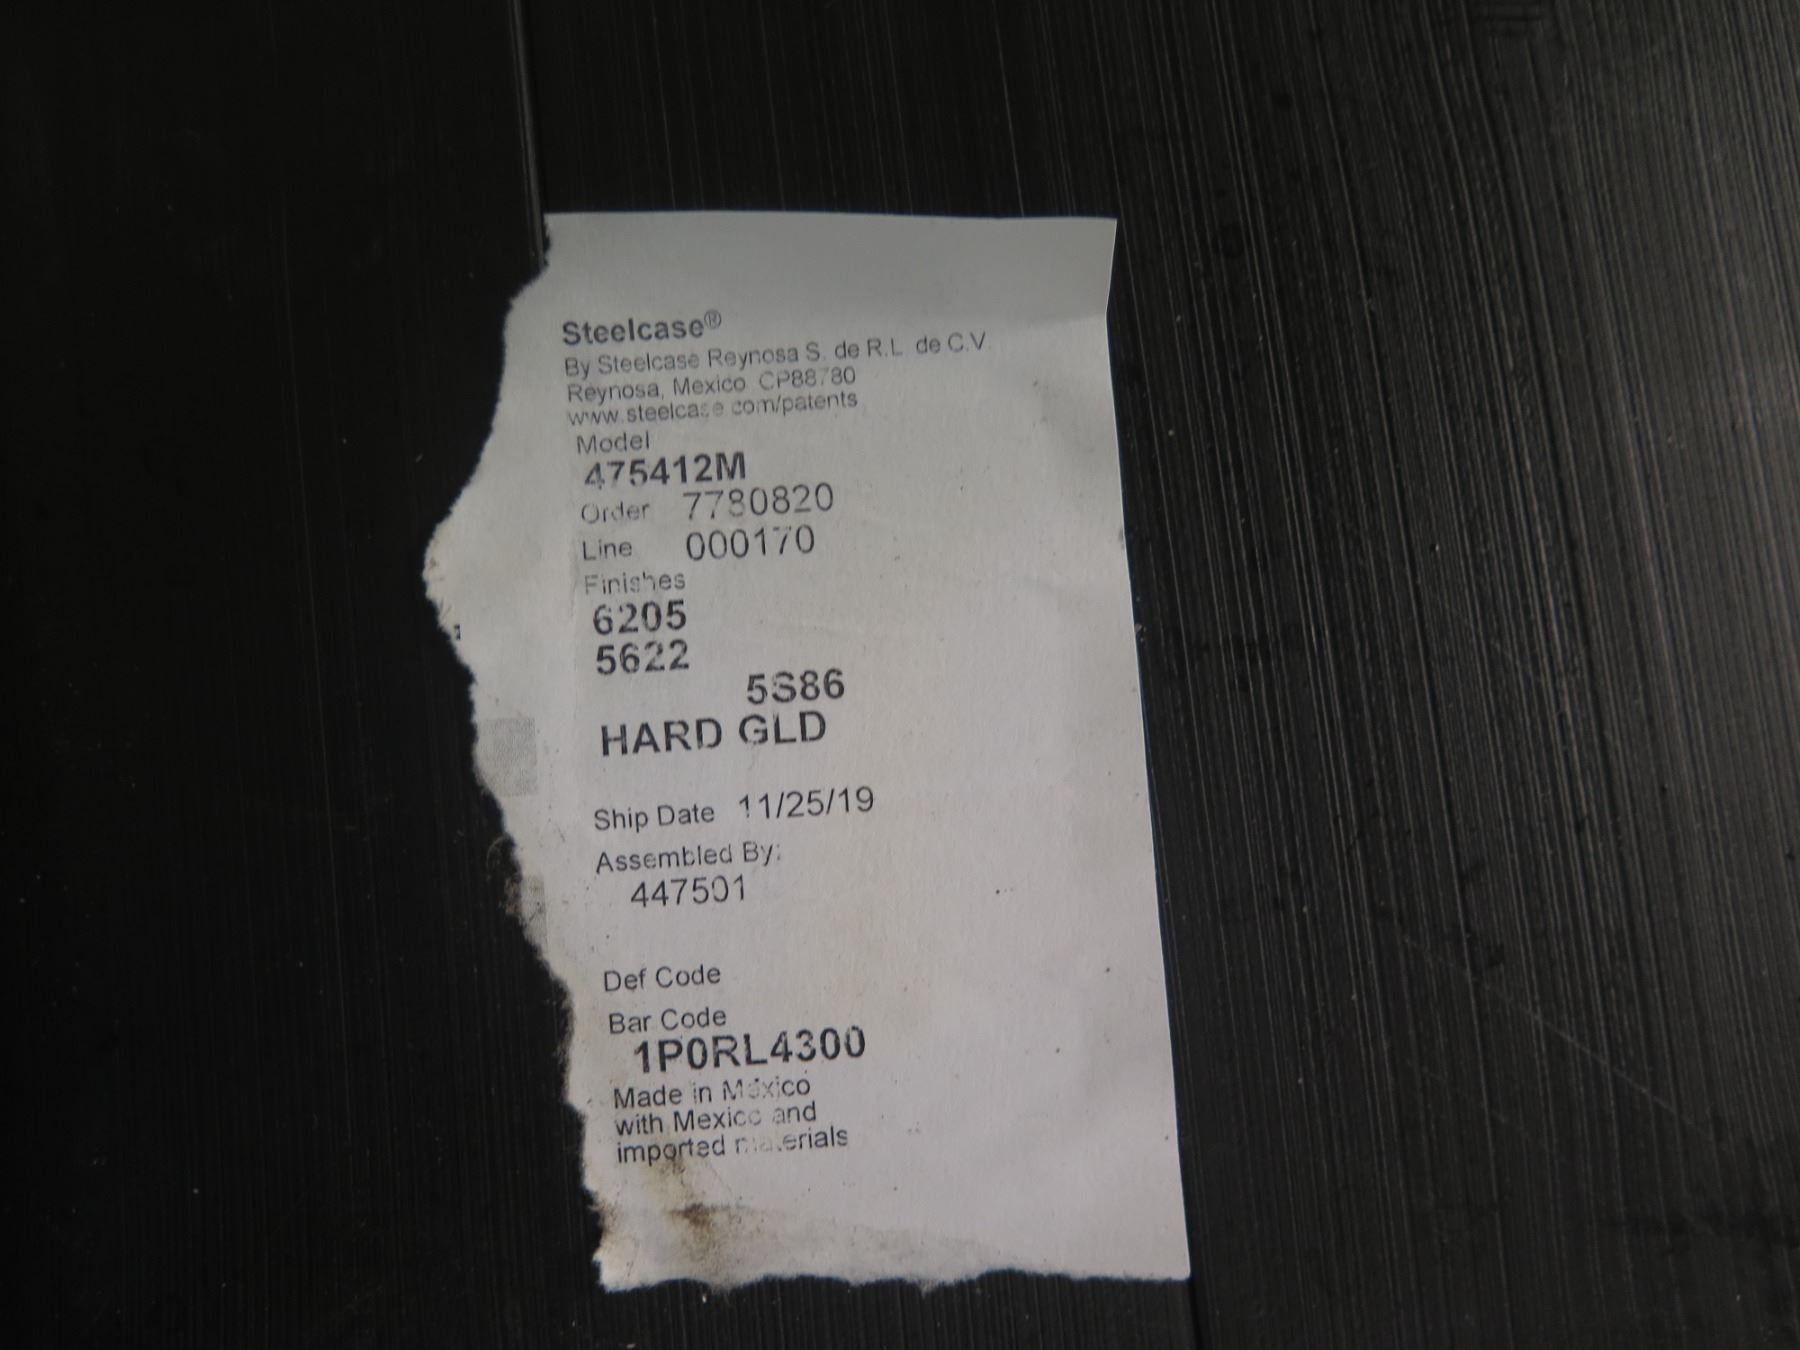 Steelcase®
By Steelcase Reynosa S. de R.L. de C.V.
Reynosa, Mexico CP88780
www.steelcase.com/patents
Model
475412M
Order 7780820
Line 000170
Finishes
6205
5622
5S86
HARD GLD
Ship Date 11/25/19
Assembled By:
447501
Def Code
Bar Code
1P0RL4300
Made in Mexico
with Mexico and
imported materials